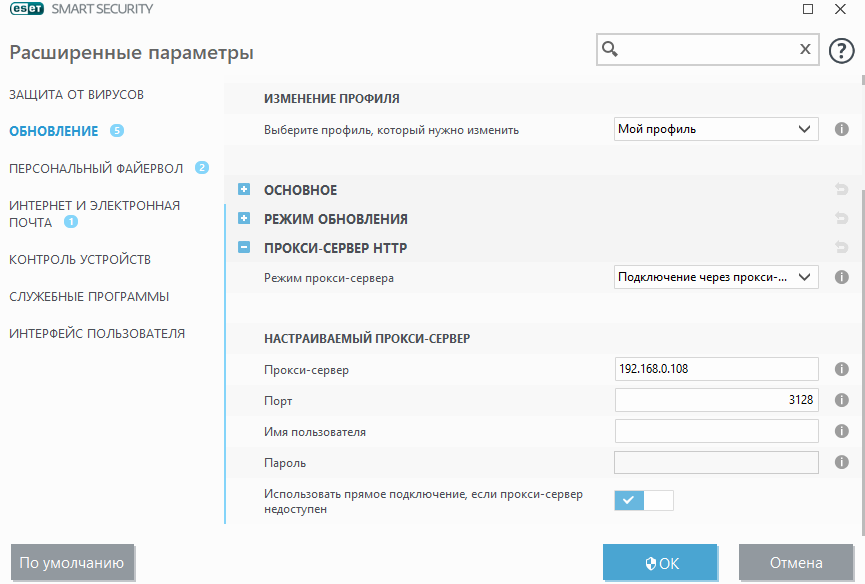 eset SMART SECURITY
Расширенные параметры
x
?
ЗАЩИТА ОТ ВИРУСОВ
ОБНОВЛЕНИЕ 5
ПЕРСОНАЛЬНЫЙ ФАЙЕРВОЛ 2
ИНТЕРНЕТ И ЭЛЕКТРОННАЯ
ПОЧТА 1
КОНТРОЛЬ УСТРОЙСТВ
СЛУЖЕБНЫЕ ПРОГРАММЫ
ИНТЕРФЕЙС ПОЛЬЗОВАТЕЛЯ
ИЗМЕНЕНИЕ ПРОФИЛЯ
Выберите профиль, который нужно изменить Мой профиль
ОСНОВНОЕ
РЕЖИМ ОБНОВЛЕНИЯ
ПРОКСИ-СЕРВЕР HTTP
Режим прокси-сервера Подключение через прокси-...
НАСТРАИВАЕМЫЙ ПРОКСИ-СЕРВЕР
Прокси-сервер 192.168.0.108
Порт 3128
Имя пользователя
Пароль
Использовать прямое подключение, если прокси-сервер
недоступен
По умолчанию
OK
Отмена